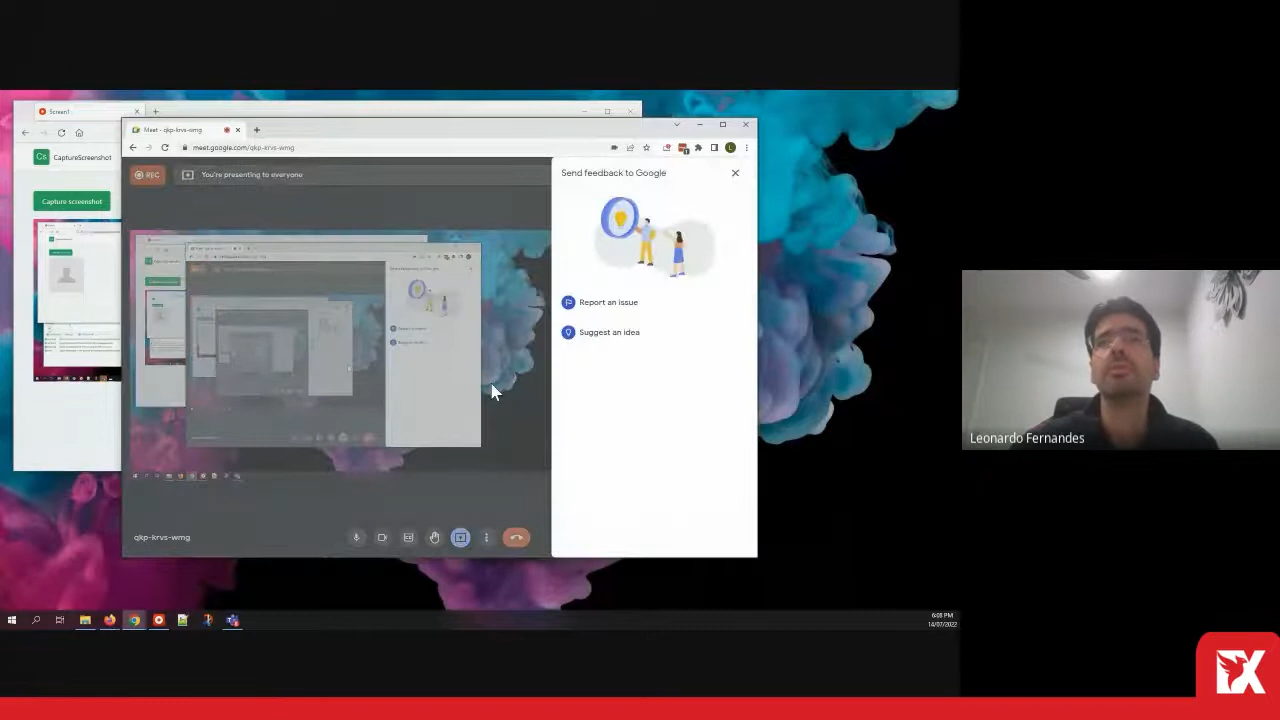 Screen1
Cs CaptureScreenshot
Capture screenshot
Meet - qkp-krvs-wmg
meet.google.com/qkp-krvs-wmg
L
REC
You're presenting to everyone
Send feedback to Google
Report an issue
Suggest an idea
qkp-krvs-wmg
Leonardo Fernandes
6:08 PM
14/07/2022